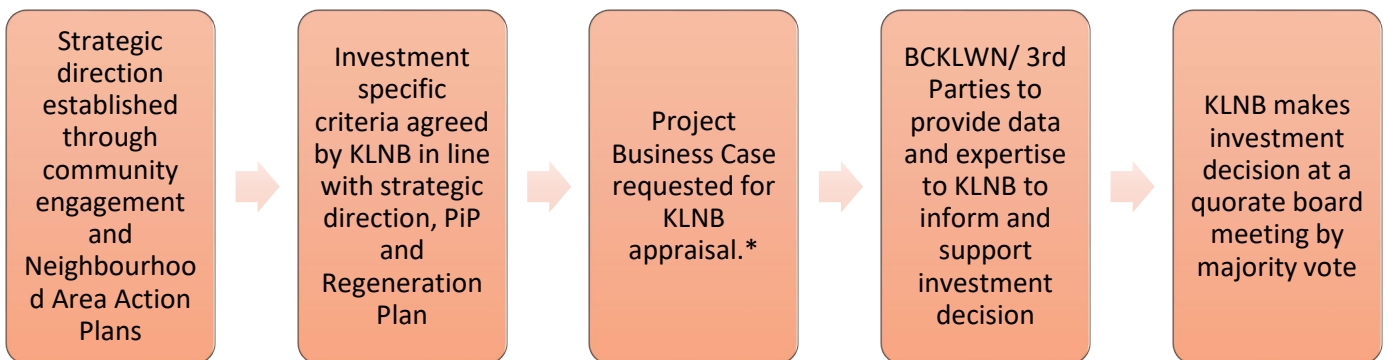 Strategic
direction
established
through
community
engagement
and
Neighbourhoo
d Area Action
Plans
Investment
specific
criteria agreed
by KLNB in line
with strategic
direction, PiP
and
Regeneration
Plan
Project
Business Case
requested for
KLNB
appraisal.*
BCKLWN/ 3rd
Parties to
provide data
and expertise
to KLNB to
inform and
support
investment
decision
KLNB makes
investment
decision at a
quorate board
meeting by
majority vote